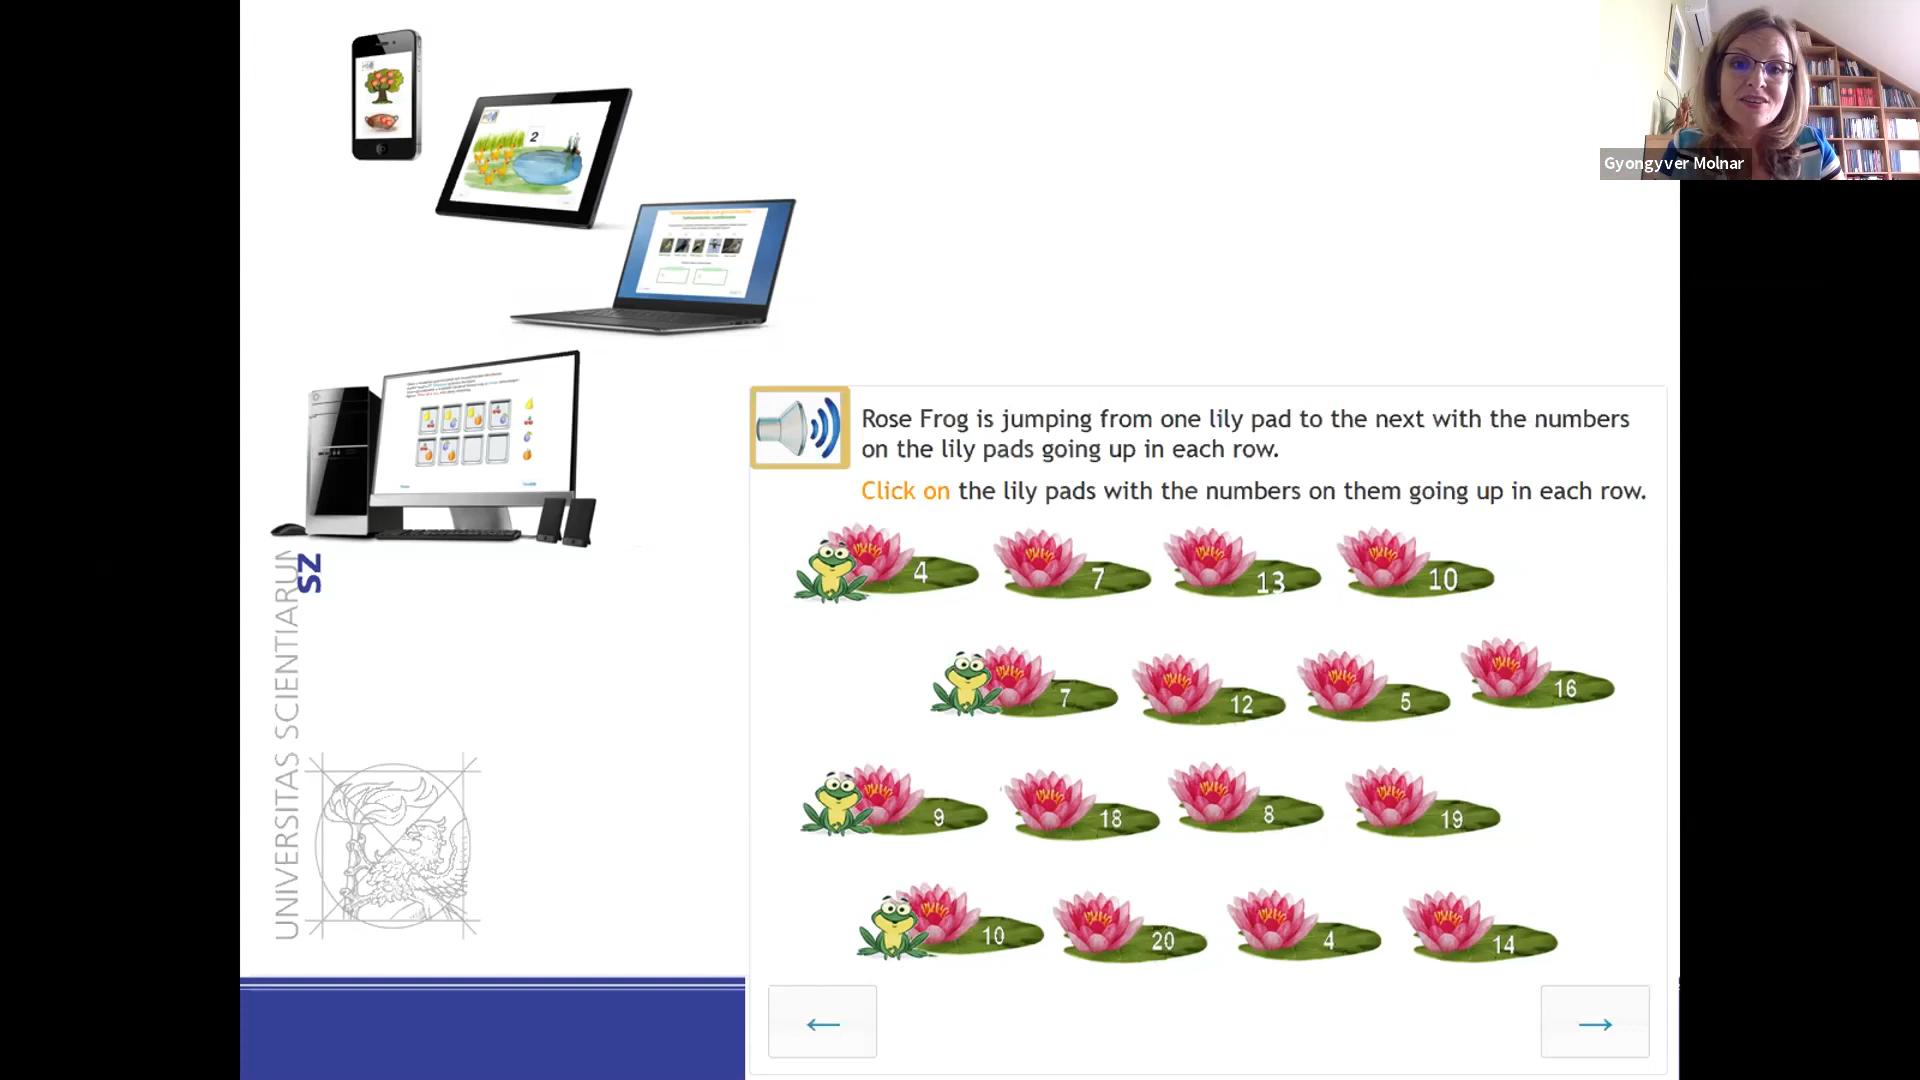 Gyongyver Molnar
2
Rose Frog is jumping from one lily pad to the next with the numbers
on the lily pads going up in each row.
Click on the lily pads with the numbers on them going up in each row.
4 7 13 10
7 12 5 16
9 18 8 19
10 20 4 14
UNIVERSITAS SCIENTIARUM
SZ
← →